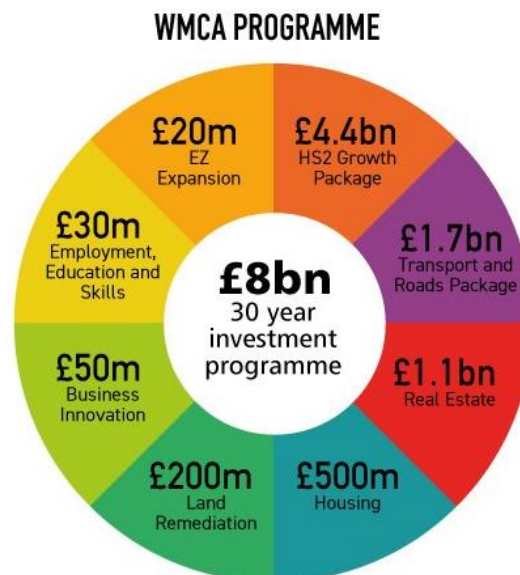 WMCA PROGRAMME
£20m
EZ
Expansion
£4.4bn
HS2 Growth
Package
£30m
Employment,
Education and
Skills
£1.7bn
Transport and
Roads Package
£8bn
30 year
investment
programme
£50m
Business
Innovation
£1.1bn
Real Estate
£200m
Land
Remediation
£500m
Housing